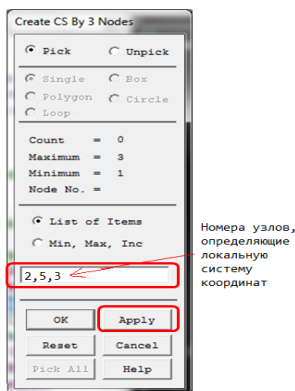 Create CS By 3 Nodes
Pick Unpick
Single Box
Polygon Circle
Loop
Count = 0
Maximum = 3
Minimum = 1
Node No. =
List of Items
Min, Max, Inc
2,5,3
Номера узлов,
определяющие
локальную
систему
координат
OK Apply
Reset Cancel
Pick All Help